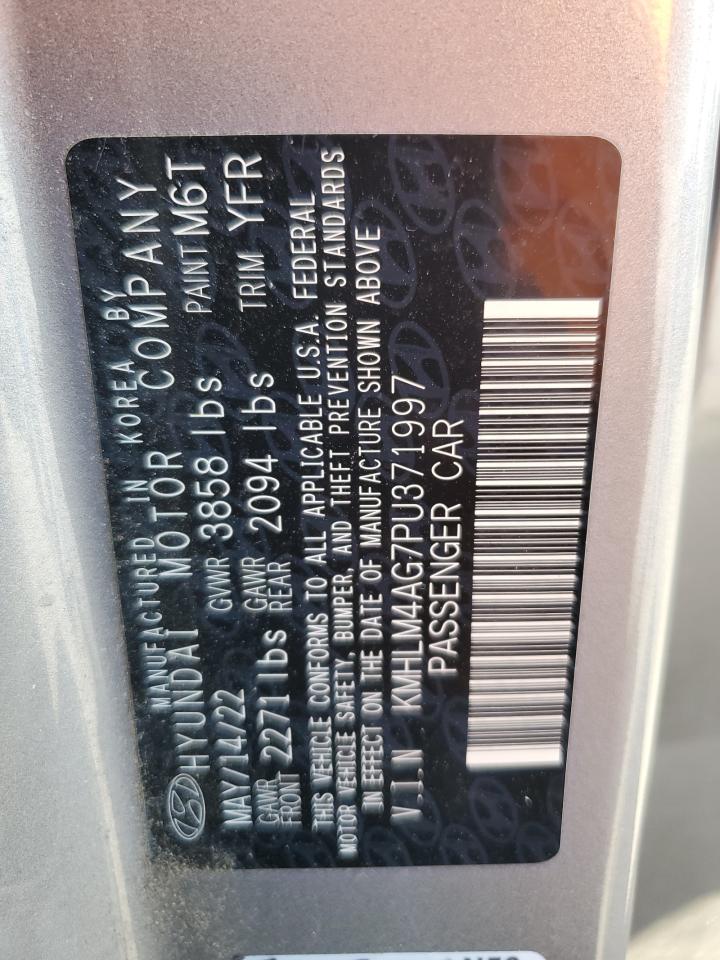 MANUFACTURED IN KOREA BY
HYUNDAI MOTOR COMPANY
MAY/14/22 GVWR 3858 lbs PAINT M6T
GAWR FRONT 2271 lbs GAWR REAR 2094 lbs TRIM YFR
THIS VEHICLE CONFORMS TO ALL APPLICABLE U.S.A. FEDERAL
MOTOR VEHICLE SAFETY, BUMPER, AND THEFT PREVENTION STANDARDS
IN EFFECT ON THE DATE OF MANUFACTURE SHOWN ABOVE
V.I.N KMHLM4AG7PU371997
PASSENGER CAR